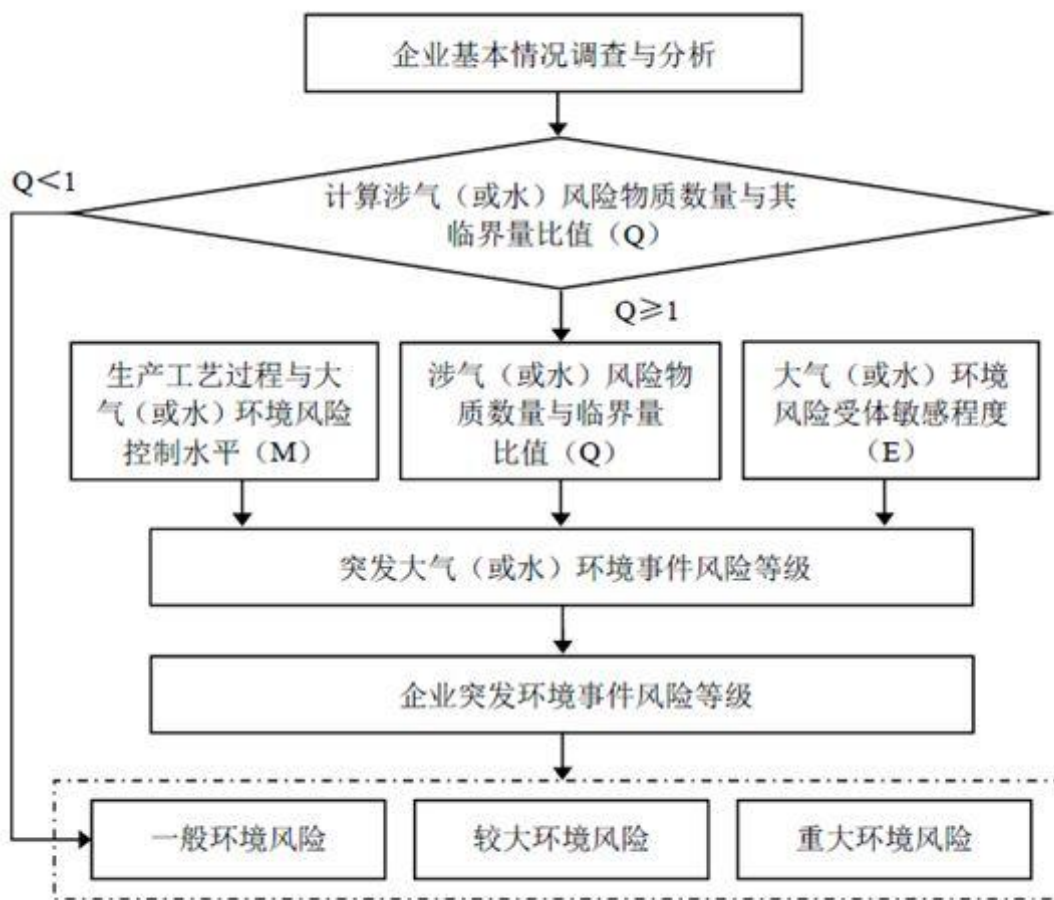 企业基本情况调查与分析
Q＜1
计算涉气（或水）风险物质数量与其
临界量比值（Q）
Q≥1
生产工艺过程与大
气（或水）环境风险
控制水平（M）
涉气（或水）风险物
质数量与临界量
比值（Q）
大气（或水）环境
风险受体敏感程度
（E）
突发大气（或水）环境事件风险等级
企业突发环境事件风险等级
一般环境风险
较大环境风险
重大环境风险